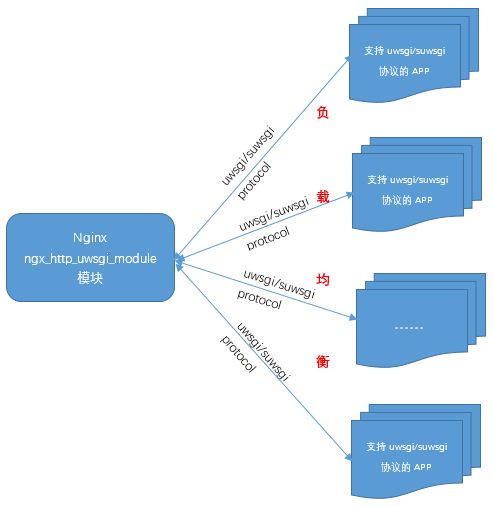 Nginx
ngx_http_uwsgi_module
模块
uwsgi/suwsgi
protocol
uwsgi/suwsgi
protocol
uwsgi/suwsgi
protocol
uwsgi/suwsgi
protocol
负
载
均
衡
支持 uwsgi/suwsgi
协议的 APP
支持 uwsgi/suwsgi
协议的 APP
······
支持 uwsgi/suwsgi
协议的 APP